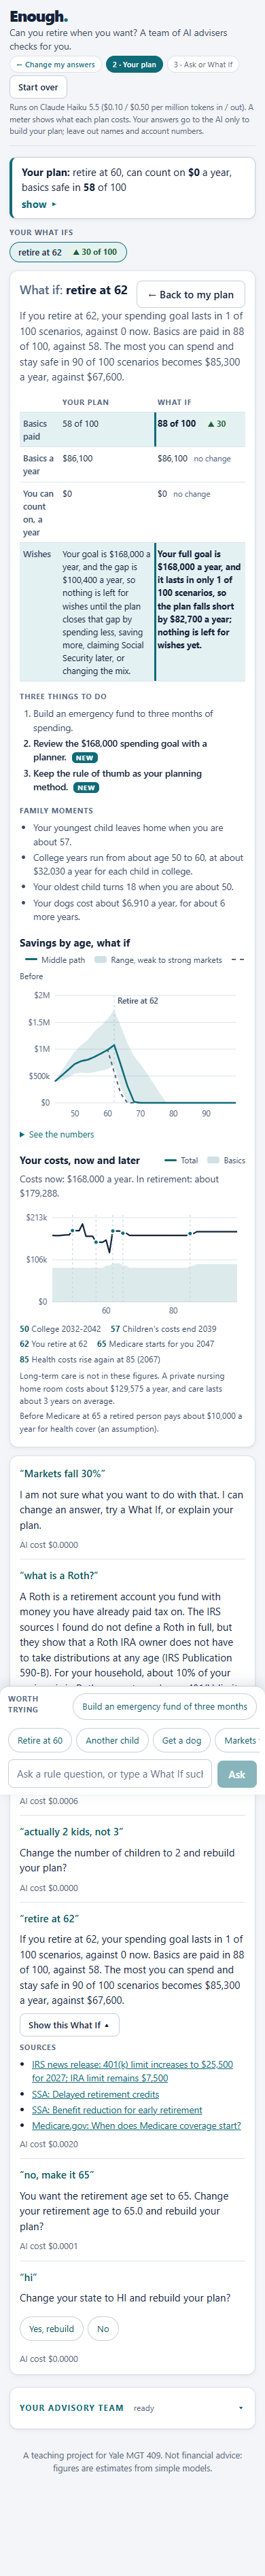 Enough.
Can you retire when you want? A team of AI advisers
checks for you.
← Change my answers
2 · Your plan
3 · Ask or What If
Start over
Runs on Claude Haiku 5.5 ($0.10 / $0.50 per million tokens in / out). A
meter shows what each plan costs. Your answers go to the AI only to
build your plan; leave out names and account numbers.
Your plan: retire at 60, can count on $0 a year,
basics safe in 58 of 100
show ▸
YOUR WHAT IFS
retire at 62 ▲ 30 of 100
What if: retire at 62
← Back to my plan
If you retire at 62, your spending goal lasts in 1 of
100 scenarios, against 0 now. Basics are paid in 88
of 100, against 58. The most you can spend and
stay safe in 90 of 100 scenarios becomes $85,300
a year, against $67,600.
YOUR PLAN WHAT IF
Basics paid 58 of 100 88 of 100 ▲ 30
Basics a year $86,100 $86,100 no change
You can count on, a year $0 $0 no change
Wishes
Your goal is $168,000 a
year, and the gap is
$100,400 a year, so
nothing is left for
wishes until the plan
closes that gap by
spending less, saving
more, claiming Social
Security later, or
changing the mix.
Your full goal is
$168,000 a year, and
it lasts in only 1 of
100 scenarios, so
the plan falls short
by $82,700 a year;
nothing is left for
wishes yet.
THREE THINGS TO DO
1. Build an emergency fund to three months of
spending.
2. Review the $168,000 spending goal with a
planner. NEW
3. Keep the rule of thumb as your planning
method. NEW
FAMILY MOMENTS
• Your youngest child leaves home when you are
about 57.
• College years run from about age 50 to 60, at about
$32,030 a year for each child in college.
• Your oldest child turns 18 when you are about 50.
• Your dogs cost about $6,910 a year, for about 6
more years.
Savings by age, what if
Middle path Range, weak to strong markets
Before
$2M
Retire at 62
$1.5M
$1M
$500k
$0
50 60 70 80 90
▶ See the numbers
Your costs, now and later
Total Basics
Costs now: $168,000 a year. In retirement: about
$179,288.
$213k
$106k
$0
60 80
50 College 2032-2042 57 Children's costs end 2039
62 You retire at 62 65 Medicare starts for you 2047
85 Health costs rise again at 85 (2067)
Long-term care is not in these figures. A private nursing
home room costs about $129,575 a year, and care lasts
about 3 years on average.
Before Medicare at 65 a retired person pays about $10,000 a
year for health cover (an assumption).
“Markets fall 30%”
I am not sure what you want to do with that. I can
change an answer, try a What If, or explain your
plan.
AI cost $0.0000
“what is a Roth?”
A Roth is a retirement account you fund with
money you have already paid tax on. The IRS
sources I found do not define a Roth in full, but
they show that a Roth IRA owner does not have
to take distributions at any age (IRS Publication
590-B). For your household, about 10% of your
WORTH
TRYING
Build an emergency fund of three months
Retire at 60
Another child
Get a dog
Markets
Ask a rule question, or type a What If such
Ask
AI cost $0.0006
“actually 2 kids, not 3”
Change the number of children to 2 and rebuild
your plan?
AI cost $0.0000
“retire at 62”
If you retire at 62, your spending goal lasts in 1 of
100 scenarios, against 0 now. Basics are paid in 88
of 100, against 58. The most you can spend and
stay safe in 90 of 100 scenarios becomes $85,300
a year, against $67,600.
Show this What If ▴
SOURCES
• IRS news release: 401(k) limit increases to $25,500
for 2027; IRA limit remains $7,500
• SSA: Delayed retirement credits
• SSA: Benefit reduction for early retirement
• Medicare.gov: When does Medicare coverage start?
AI cost $0.0020
“no, make it 65”
You want the retirement age set to 65. Change
your retirement age to 65.0 and rebuild your
plan?
AI cost $0.0001
“hi”
Change your state to HI and rebuild your plan?
Yes, rebuild
No
AI cost $0.0000
YOUR ADVISORY TEAM ready
A teaching project for Yale MGT 409. Not financial advice:
figures are estimates from simple models.